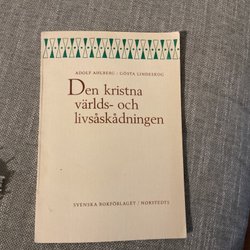 ADOLF AHLBERG / GÖSTA LINDESKOG
Den kristna
världs- och
livsåskådningen
SVENSKA BOKFÖRLAGET / NORSTEDTS